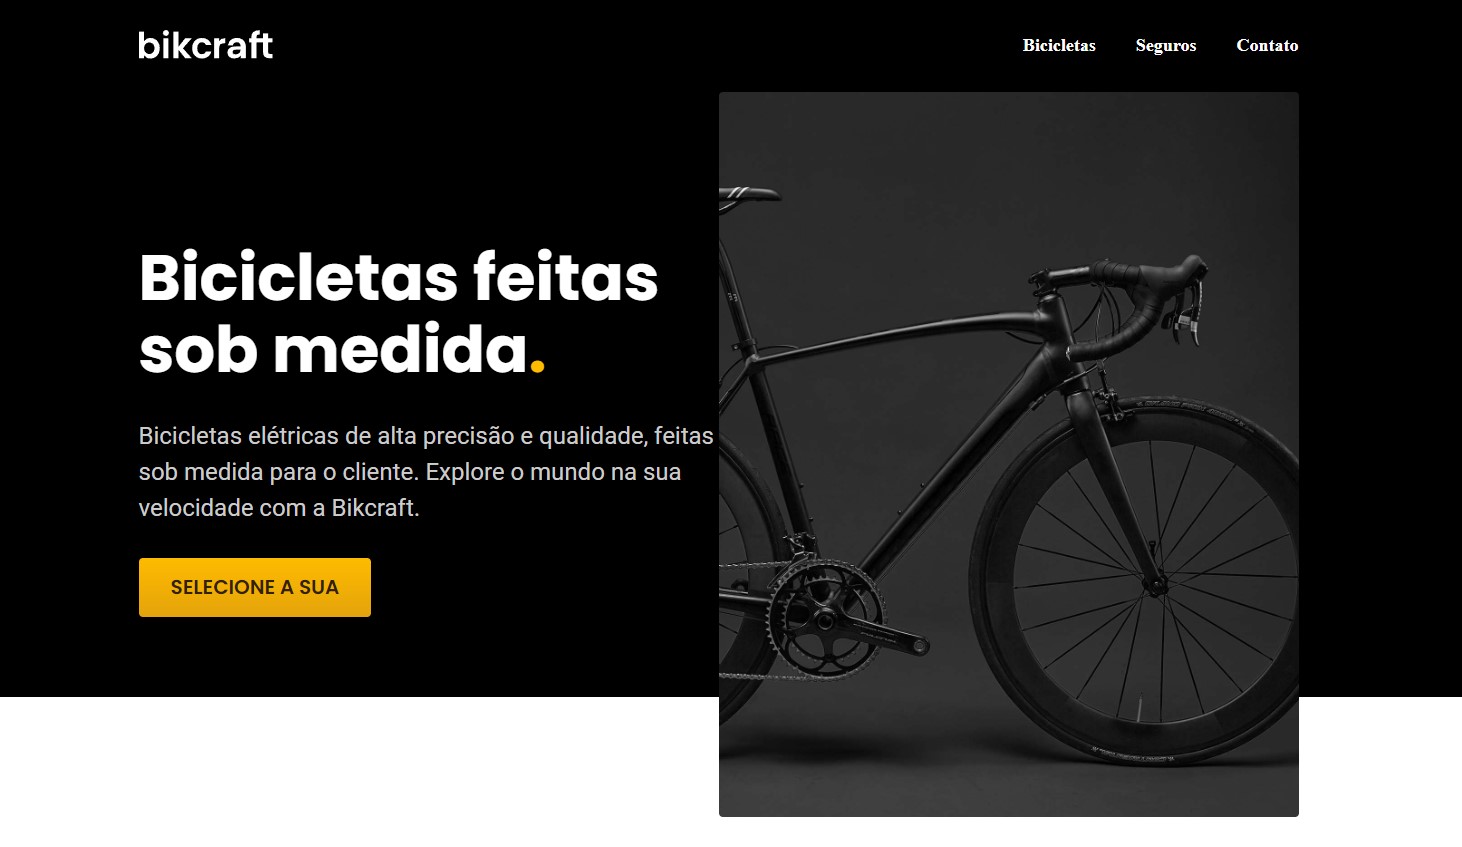 bikcraft
Bicicletas Seguros Contato
Bicicletas feitas
sob medida.
Bicicletas elétricas de alta precisão e qualidade, feitas
sob medida para o cliente. Explore o mundo na sua
velocidade com a Bikcraft.
SELECIONE A SUA